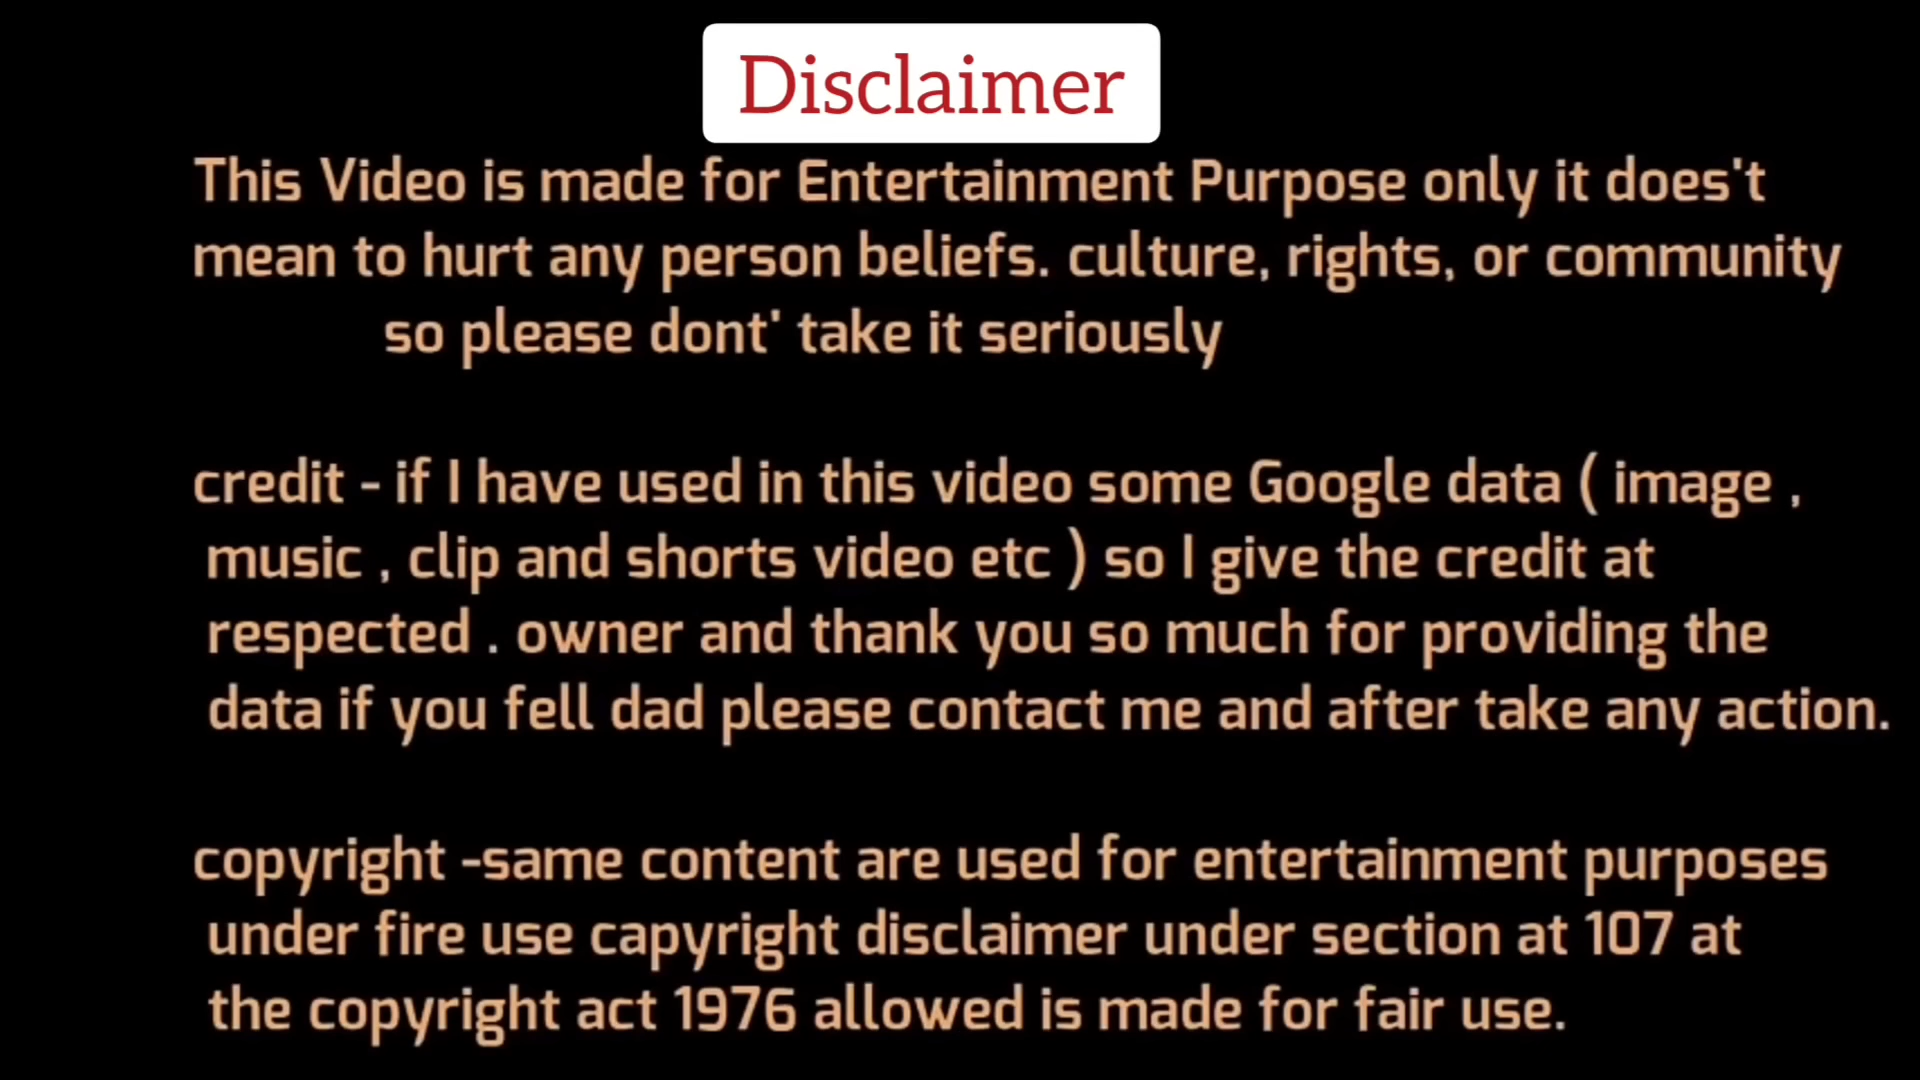 Disclaimer
This Video is made for Entertainment Purpose only it does't
mean to hurt any person beliefs. culture, rights, or community
so please dont' take it seriously
credit - if I have used in this video some Google data ( image ,
music , clip and shorts video etc ) so I give the credit at
respected . owner and thank you so much for providing the
data if you fell dad please contact me and after take any action.
copyright -same content are used for entertainment purposes
under fire use capyright disclaimer under section at 107 at
the copyright act 1976 allowed is made for fair use.